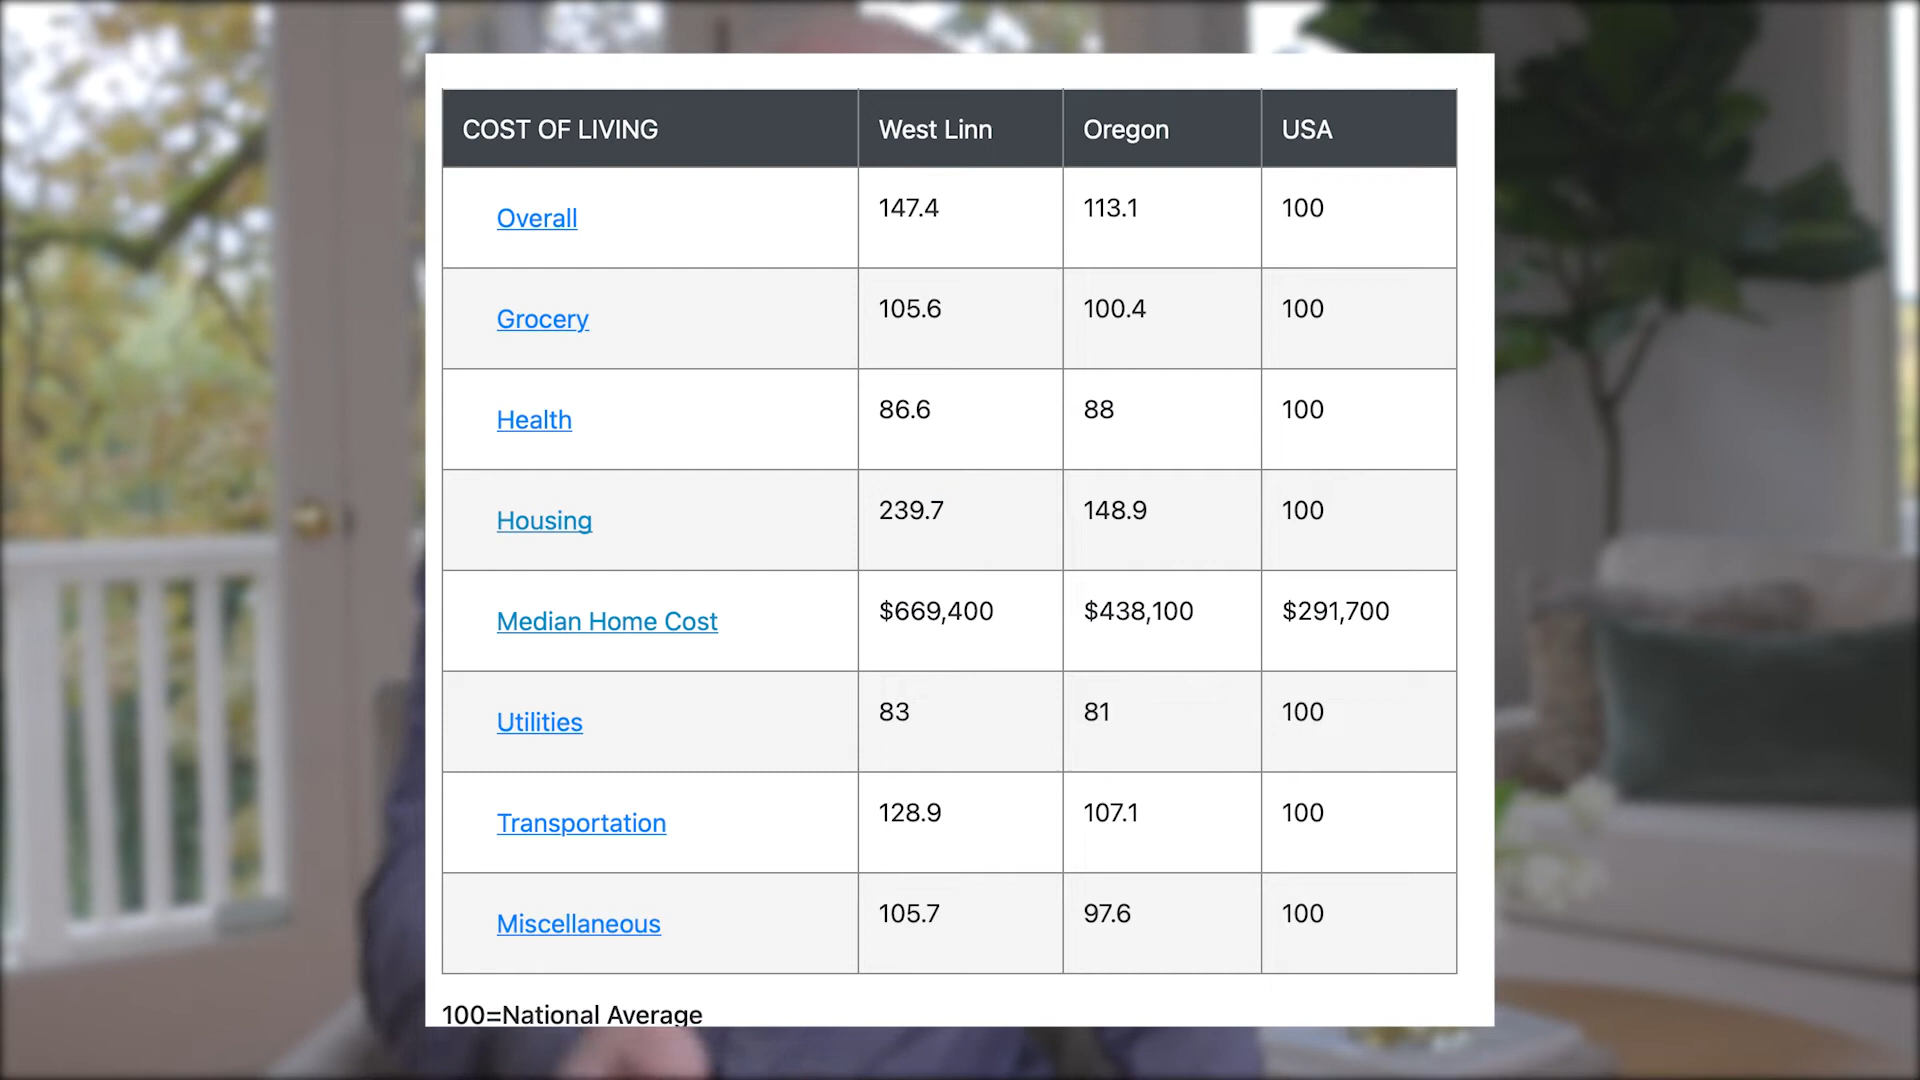 COST OF LIVING West Linn Oregon USA
Overall 147.4 113.1 100
Grocery 105.6 100.4 100
Health 86.6 88 100
Housing 239.7 148.9 100
Median Home Cost $669,400 $438,100 $291,700
Utilities 83 81 100
Transportation 128.9 107.1 100
Miscellaneous 105.7 97.6 100
100=National Average